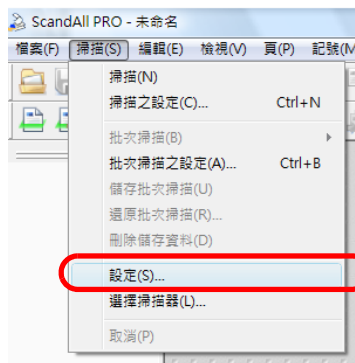 ScandAll PRO - 未命名
檔案(F) 掃描(S) 編輯(E) 檢視(V) 頁(P) 記號(M
掃描(N)
掃描之設定(C)... Ctrl+N
批次掃描(B)
批次掃描之設定(A)... Ctrl+B
儲存批次掃描(U)
還原批次掃描(R)...
刪除儲存資料(D)
設定(S)...
選擇掃描器(L)...
取消(P)